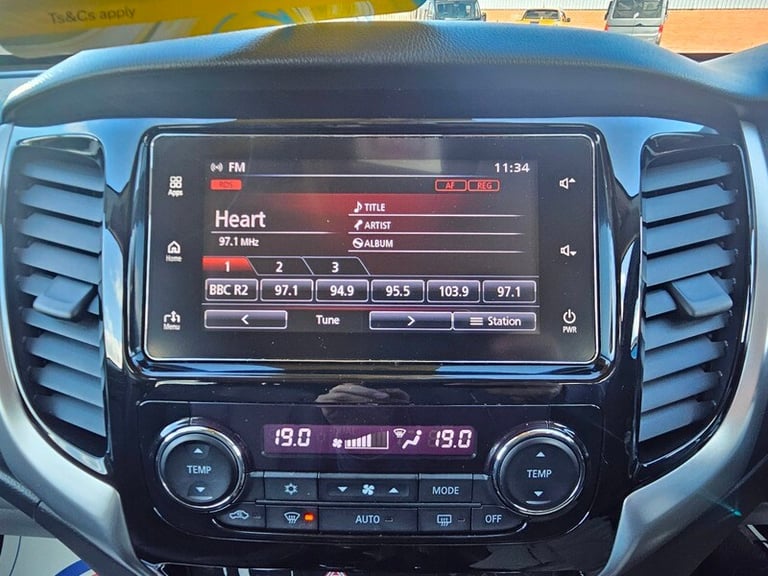 Ts&Cs apply
FM 11:34
RDS AF REG
Apps
Heart
97.1 MHz
TITLE
ARTIST
ALBUM
Home
1 2 3
BBC R2 97.1 94.9 95.5 103.9 97.1
Menu
< Tune > Station
PWR
19.0 19.0
TEMP
TEMP
MODE
AUTO
OFF